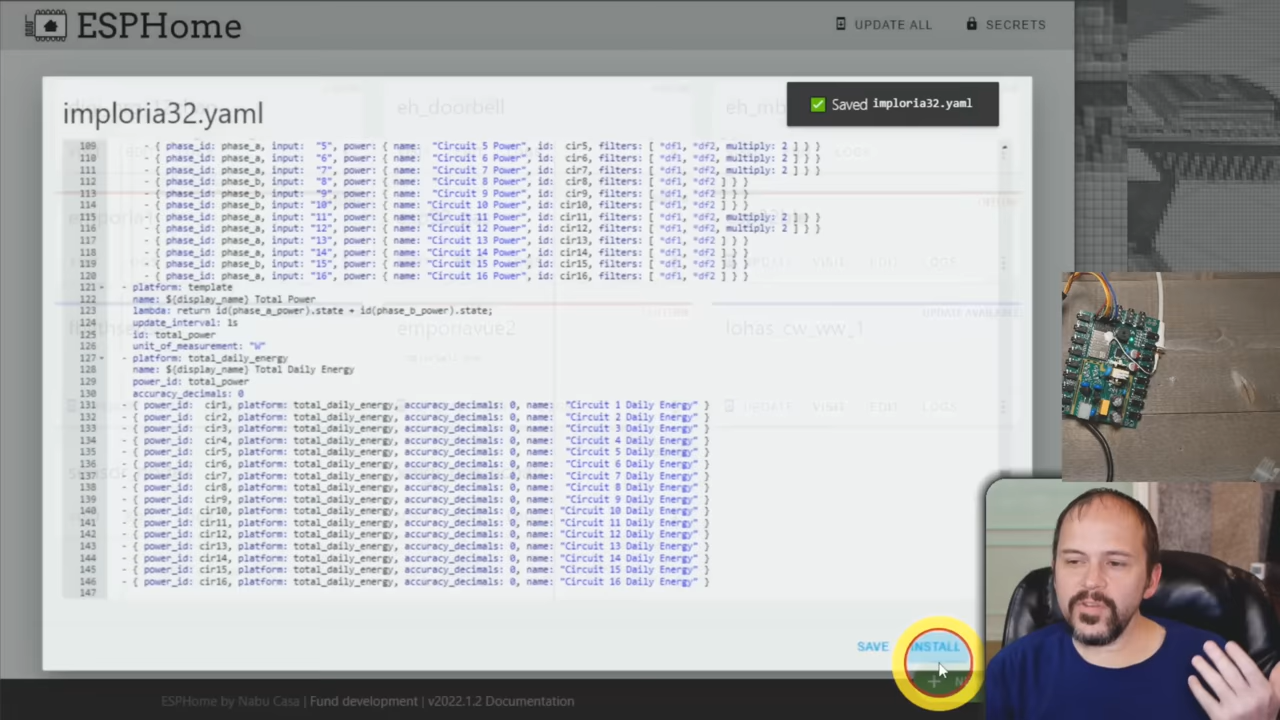 ESPHome
UPDATE ALL
SECRETS
eh_doorbell
imploria32.yaml
Saved imploria32.yaml
LOGS
109 - { phase_id: phase_a, input: "5", power: { name: "Circuit 5 Power", id: cir5, filters: [ *df1, *df2, multiply: 2 ] } }
110 - { phase_id: phase_a, input: "6", power: { name: "Circuit 6 Power", id: cir6, filters: [ *df1, *df2, multiply: 2 ] } }
111 - { phase_id: phase_a, input: "7", power: { name: "Circuit 7 Power", id: cir7, filters: [ *df1, *df2, multiply: 2 ] } }
112 - { phase_id: phase_b, input: "8", power: { name: "Circuit 8 Power", id: cir8, filters: [ *df1, *df2 ] } }
113 - { phase_id: phase_b, input: "9", power: { name: "Circuit 9 Power", id: cir9, filters: [ *df1, *df2 ] } }
114 - { phase_id: phase_b, input: "10", power: { name: "Circuit 10 Power", id: cir10, filters: [ *df1, *df2 ] } }
115 - { phase_id: phase_a, input: "11", power: { name: "Circuit 11 Power", id: cir11, filters: [ *df1, *df2, multiply: 2 ] } }
116 - { phase_id: phase_a, input: "12", power: { name: "Circuit 12 Power", id: cir12, filters: [ *df1, *df2, multiply: 2 ] } }
117 - { phase_id: phase_a, input: "13", power: { name: "Circuit 13 Power", id: cir13, filters: [ *df1, *df2 ] } }
118 - { phase_id: phase_a, input: "14", power: { name: "Circuit 14 Power", id: cir14, filters: [ *df1, *df2 ] } }
119 - { phase_id: phase_b, input: "15", power: { name: "Circuit 15 Power", id: cir15, filters: [ *df1, *df2 ] } }
120 - { phase_id: phase_a, input: "16", power: { name: "Circuit 16 Power", id: cir16, filters: [ *df1, *df2 ] } }
121 - platform: template
122 name: ${display_name} Total Power
123 lambda: return id(phase_a_power).state + id(phase_b_power).state;
124 update_interval: 1s
125 id: total_power
126 unit_of_measurement: "W"
127 - platform: total_daily_energy
128 name: ${display_name} Total Daily Energy
129 power_id: total_power
130 accuracy_decimals: 0
131 - { power_id: cir1, platform: total_daily_energy, accuracy_decimals: 0, name: "Circuit 1 Daily Energy" }
132 - { power_id: cir2, platform: total_daily_energy, accuracy_decimals: 0, name: "Circuit 2 Daily Energy" }
133 - { power_id: cir3, platform: total_daily_energy, accuracy_decimals: 0, name: "Circuit 3 Daily Energy" }
134 - { power_id: cir4, platform: total_daily_energy, accuracy_decimals: 0, name: "Circuit 4 Daily Energy" }
135 - { power_id: cir5, platform: total_daily_energy, accuracy_decimals: 0, name: "Circuit 5 Daily Energy" }
136 - { power_id: cir6, platform: total_daily_energy, accuracy_decimals: 0, name: "Circuit 6 Daily Energy" }
137 - { power_id: cir7, platform: total_daily_energy, accuracy_decimals: 0, name: "Circuit 7 Daily Energy" }
138 - { power_id: cir8, platform: total_daily_energy, accuracy_decimals: 0, name: "Circuit 8 Daily Energy" }
139 - { power_id: cir9, platform: total_daily_energy, accuracy_decimals: 0, name: "Circuit 9 Daily Energy" }
140 - { power_id: cir10, platform: total_daily_energy, accuracy_decimals: 0, name: "Circuit 10 Daily Energy" }
141 - { power_id: cir11, platform: total_daily_energy, accuracy_decimals: 0, name: "Circuit 11 Daily Energy" }
142 - { power_id: cir12, platform: total_daily_energy, accuracy_decimals: 0, name: "Circuit 12 Daily Energy" }
143 - { power_id: cir13, platform: total_daily_energy, accuracy_decimals: 0, name: "Circuit 13 Daily Energy" }
144 - { power_id: cir14, platform: total_daily_energy, accuracy_decimals: 0, name: "Circuit 14 Daily Energy" }
145 - { power_id: cir15, platform: total_daily_energy, accuracy_decimals: 0, name: "Circuit 15 Daily Energy" }
146 - { power_id: cir16, platform: total_daily_energy, accuracy_decimals: 0, name: "Circuit 16 Daily Energy" }
147
UPDATE AVAILABLE
emporiavue2
lohas_cw_ww_1
UPDATE VISIT EDIT LOGS
SAVE INSTALL
ESPHome by Nabu Casa | Fund development | v2022.1.2 Documentation